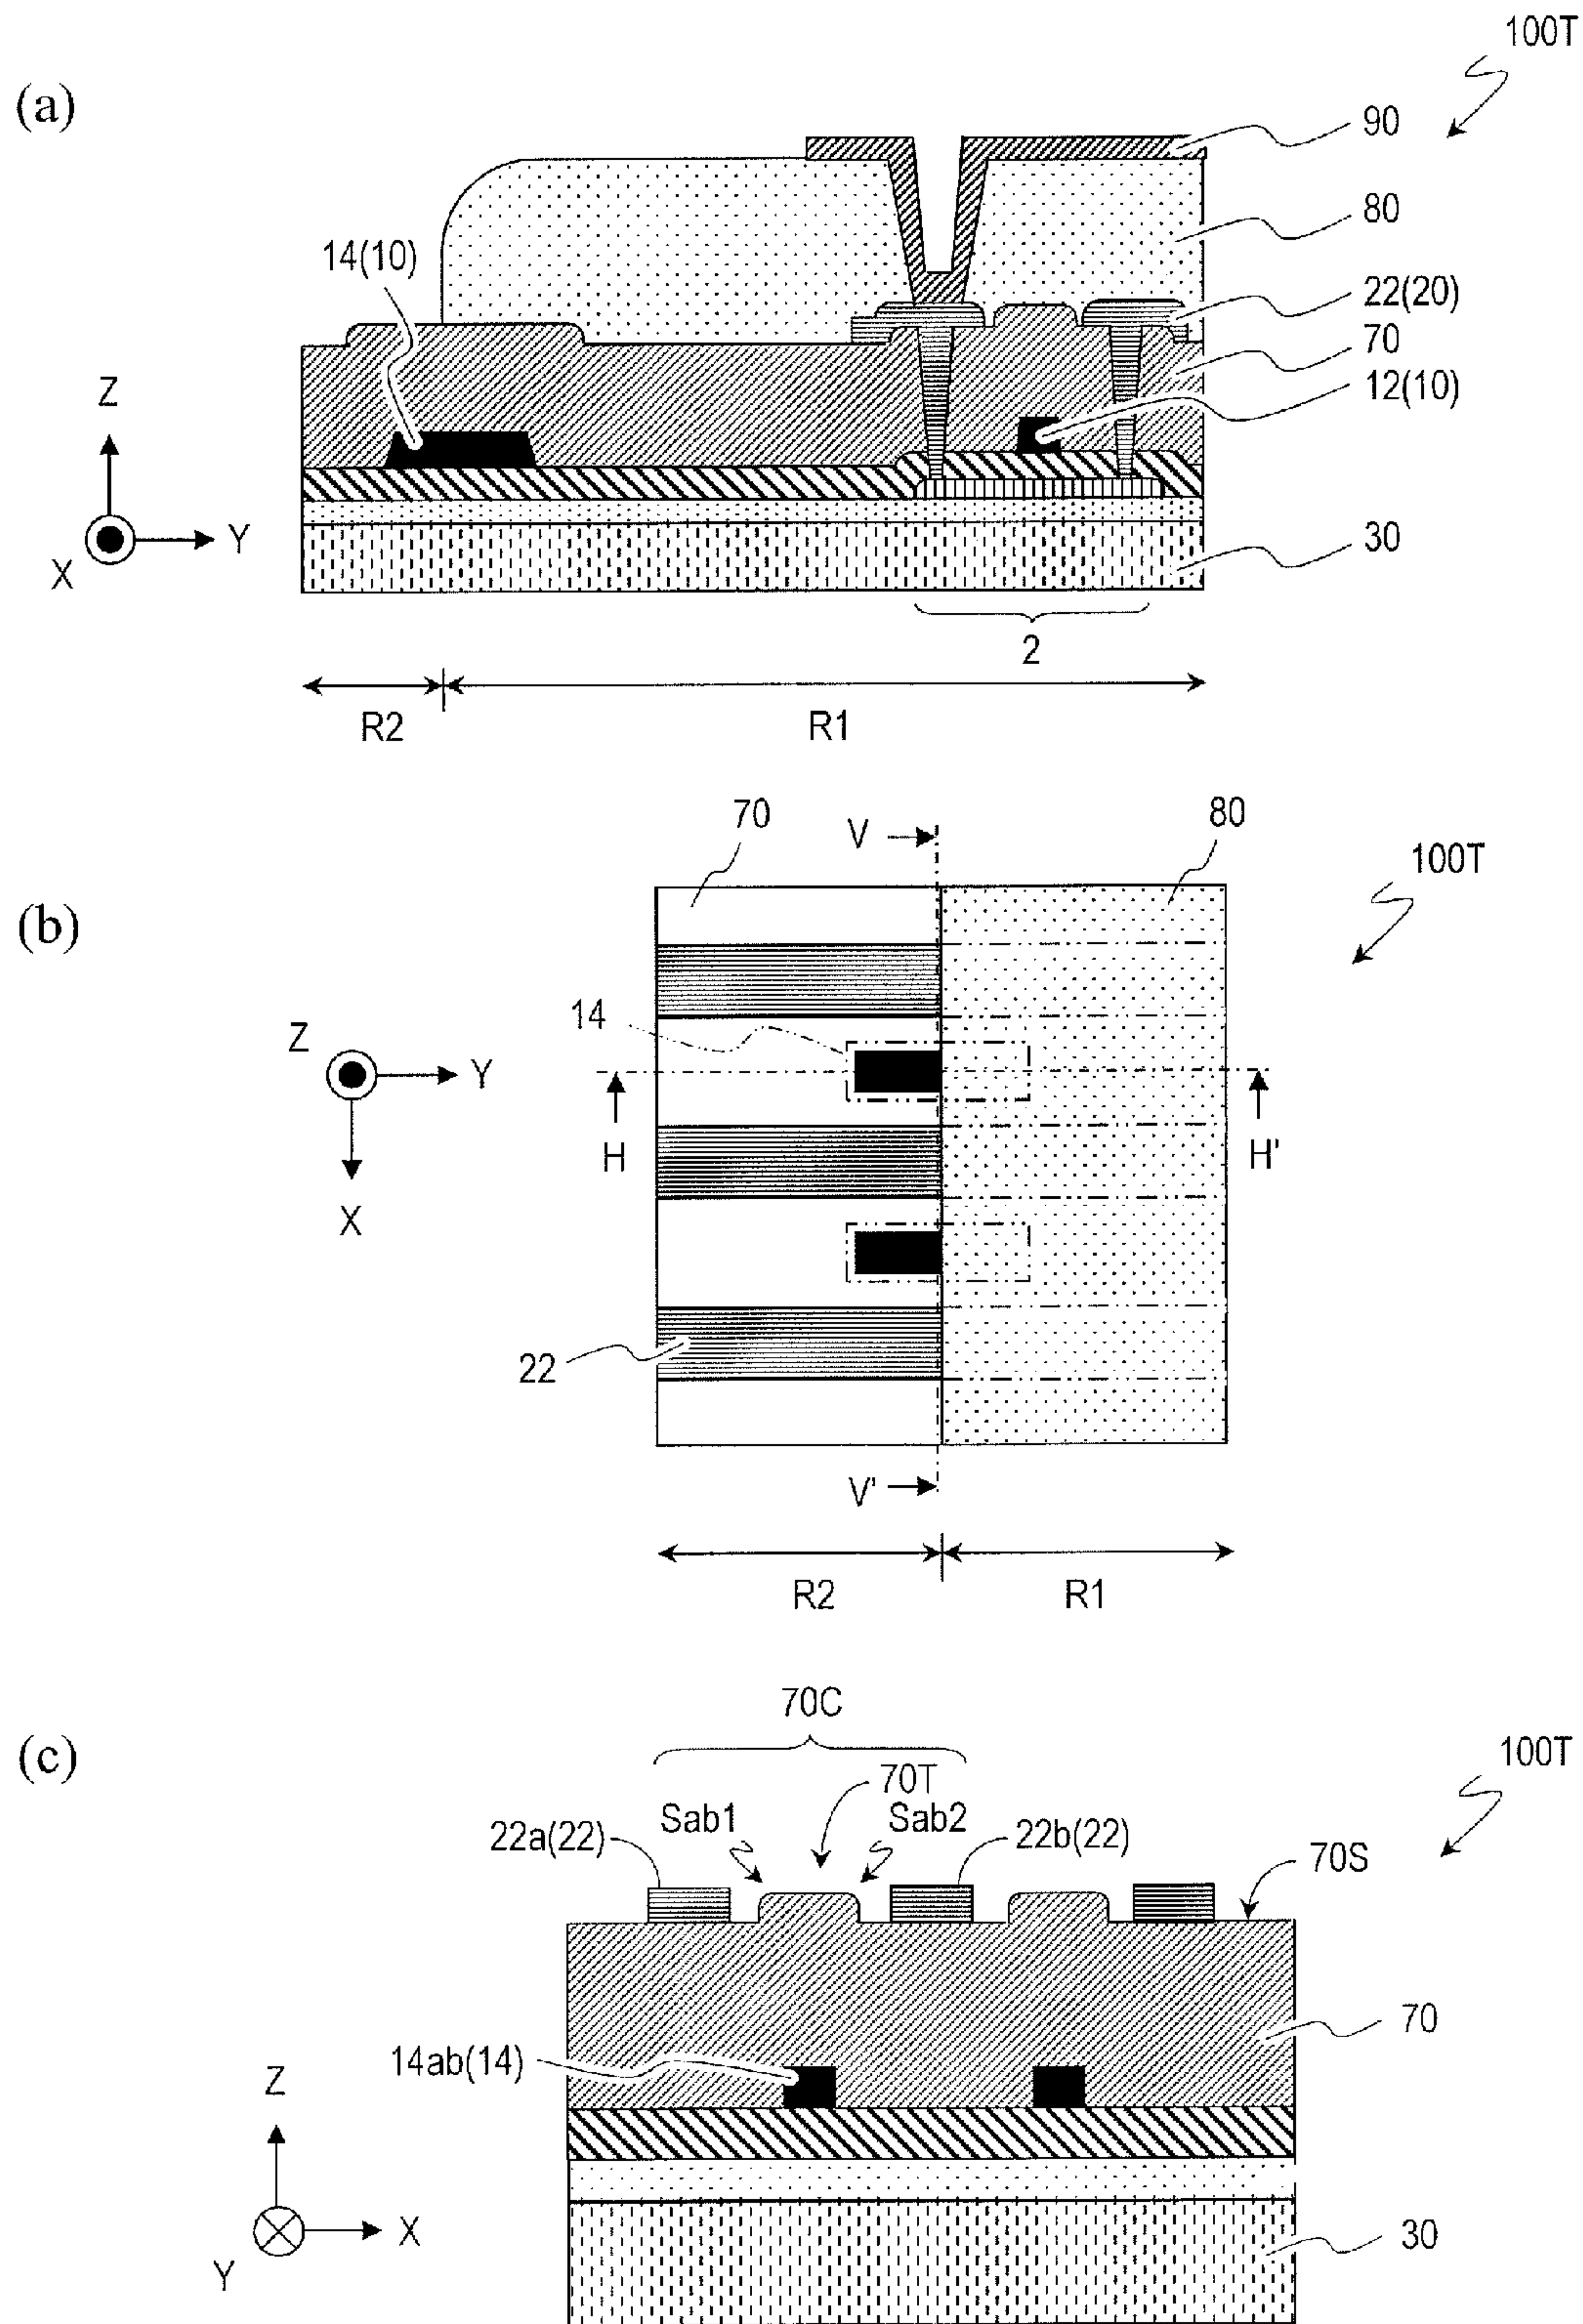 100T
(a)
90
80
14(10)
22(20)
70
12(10)
Z
Y
X
30
2
R2
R1
70
V
80
100T
(b)
14
Z
Y
H
H'
X
22
V'
R2
R1
70C
(c)
100T
70T
Sab1
Sab2
22a(22)
22b(22)
70S
70
14ab(14)
Z
X
Y
30